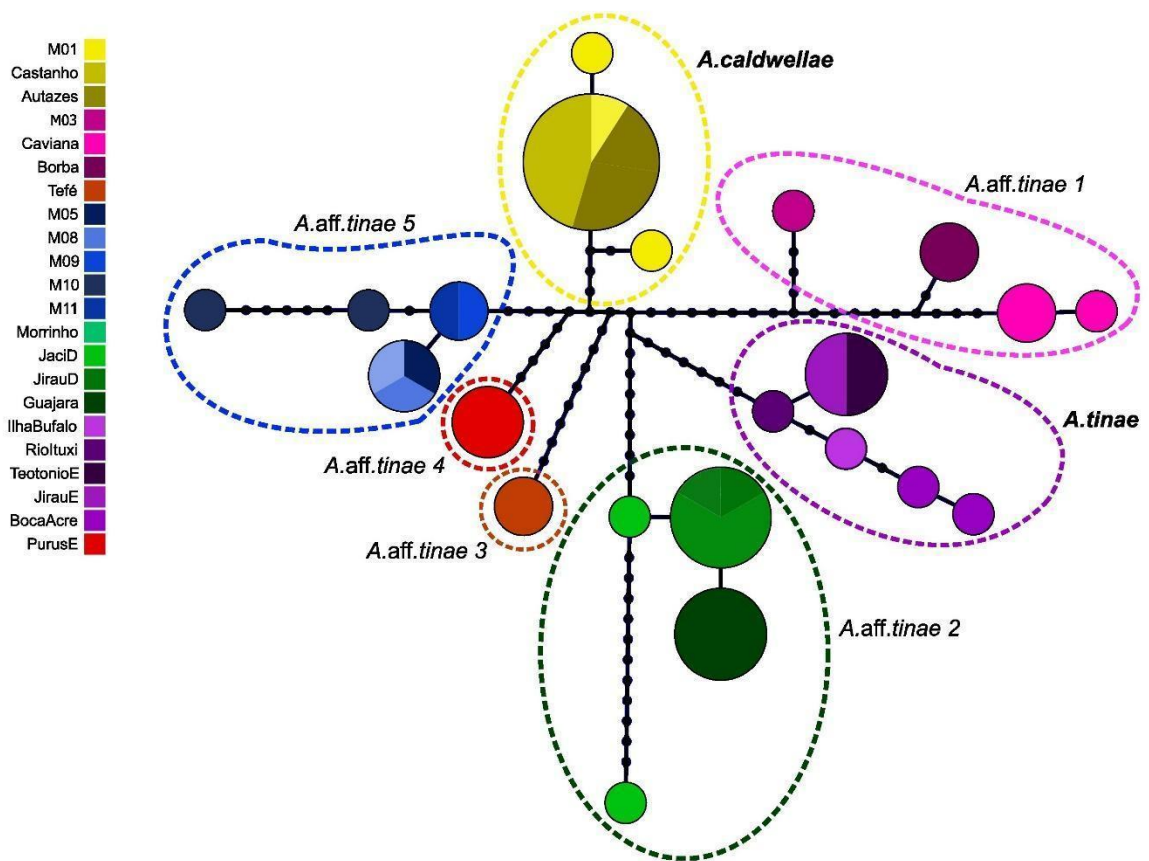 M01
Castanho
Autazes
M03
Caviana
Borba
Tefé
M05
M08
M09
M10
M11
Morrinho
JaciD
JirauD
Guajara
IlhaBufalo
RioItuxi
TeotonioE
JirauE
BocaAcre
PurusE
A.caldwellae
A.aff.tinae 1
A.aff.tinae 5
A.tinae
A.aff.tinae 4
A.aff.tinae 3
A.aff.tinae 2